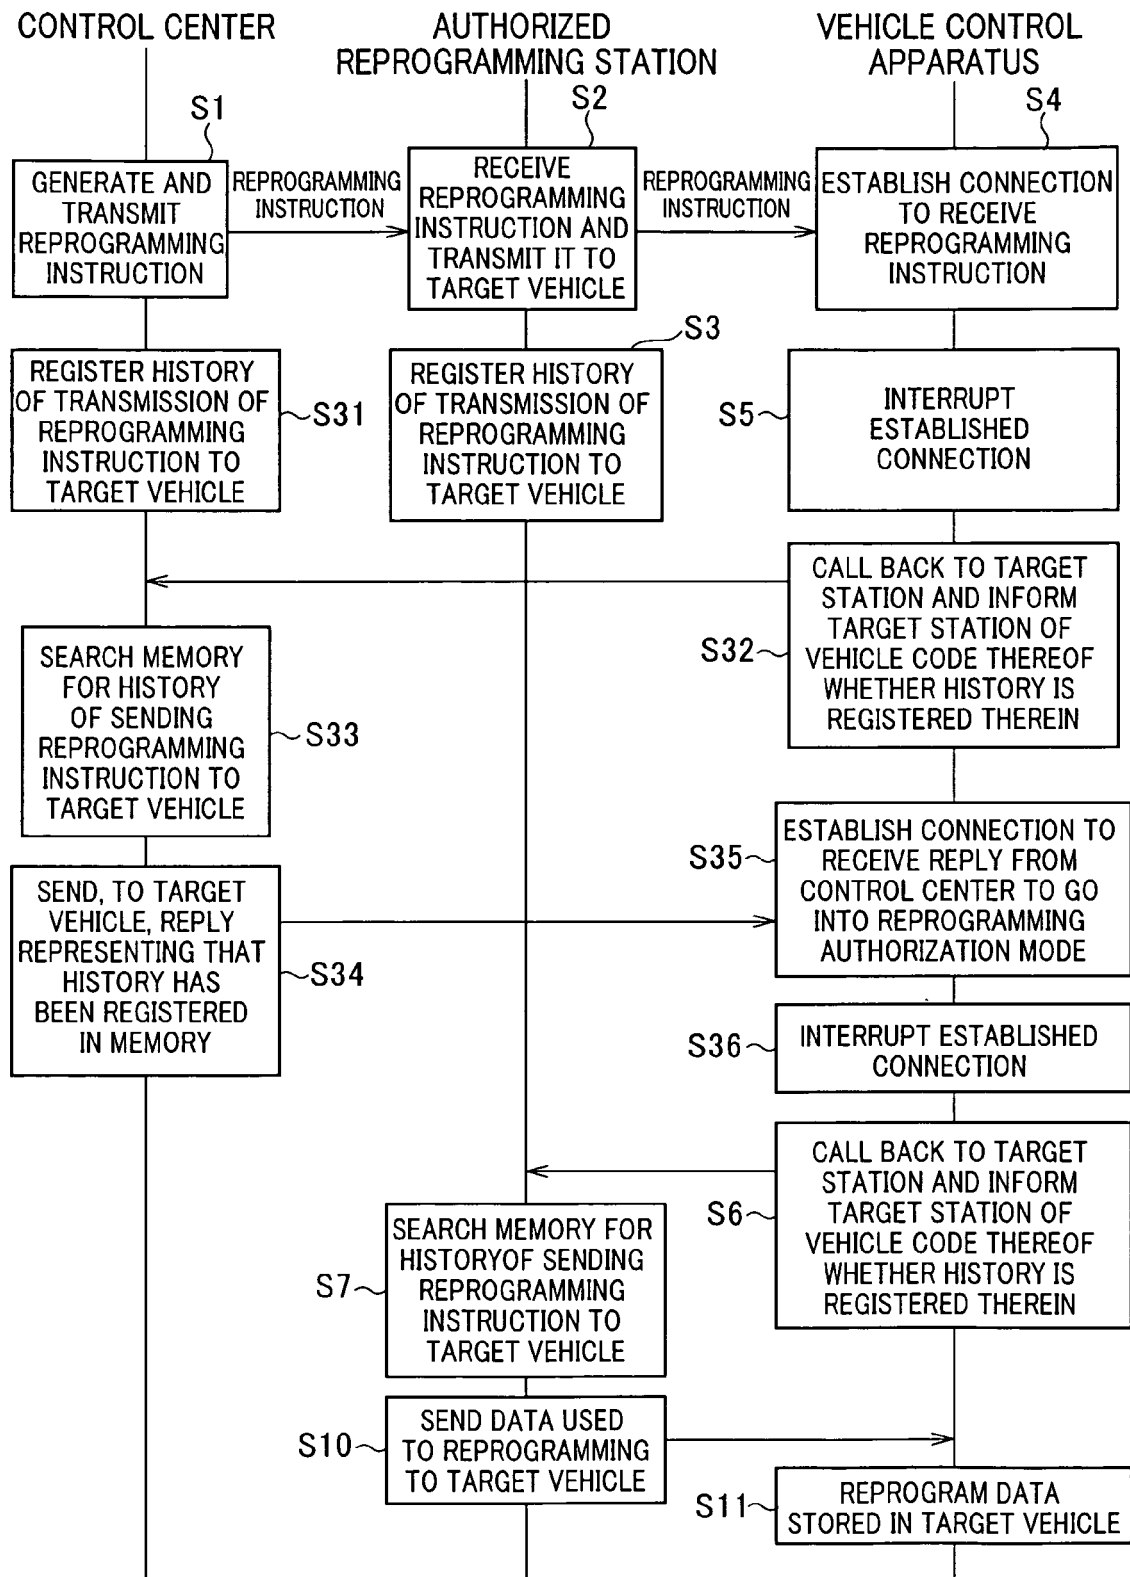 CONTROL CENTER
AUTHORIZED
REPROGRAMMING STATION
VEHICLE CONTROL
APPARATUS
S1
S2
S4
GENERATE AND
TRANSMIT
REPROGRAMMING
INSTRUCTION
REPROGRAMMING
INSTRUCTION
RECEIVE
REPROGRAMMING
INSTRUCTION AND
TRANSMIT IT TO
TARGET VEHICLE
REPROGRAMMING
INSTRUCTION
ESTABLISH CONNECTION
TO RECEIVE
REPROGRAMMING
INSTRUCTION
REGISTER HISTORY
OF TRANSMISSION OF
REPROGRAMMING
INSTRUCTION TO
TARGET VEHICLE
S31
S3
REGISTER HISTORY
OF TRANSMISSION OF
REPROGRAMMING
INSTRUCTION TO
TARGET VEHICLE
S5
INTERRUPT
ESTABLISHED
CONNECTION
S32
CALL BACK TO TARGET
STATION AND INFORM
TARGET STATION OF
VEHICLE CODE THEREOF
WHETHER HISTORY IS
REGISTERED THEREIN
SEARCH MEMORY
FOR HISTORY
OF SENDING
REPROGRAMMING
INSTRUCTION TO
TARGET VEHICLE
S33
S35
ESTABLISH CONNECTION TO
RECEIVE REPLY FROM
CONTROL CENTER TO GO
INTO REPROGRAMMING
AUTHORIZATION MODE
SEND, TO TARGET
VEHICLE, REPLY
REPRESENTING THAT
HISTORY HAS
BEEN REGISTERED
IN MEMORY
S34
S36
INTERRUPT ESTABLISHED
CONNECTION
S6
CALL BACK TO TARGET
STATION AND INFORM
TARGET STATION OF
VEHICLE CODE THEREOF
WHETHER HISTORY IS
REGISTERED THEREIN
S7
SEARCH MEMORY FOR
HISTORYOF SENDING
REPROGRAMMING
INSTRUCTION TO
TARGET VEHICLE
S10
SEND DATA USED
TO REPROGRAMMING
TO TARGET VEHICLE
S11
REPROGRAM DATA
STORED IN TARGET VEHICLE